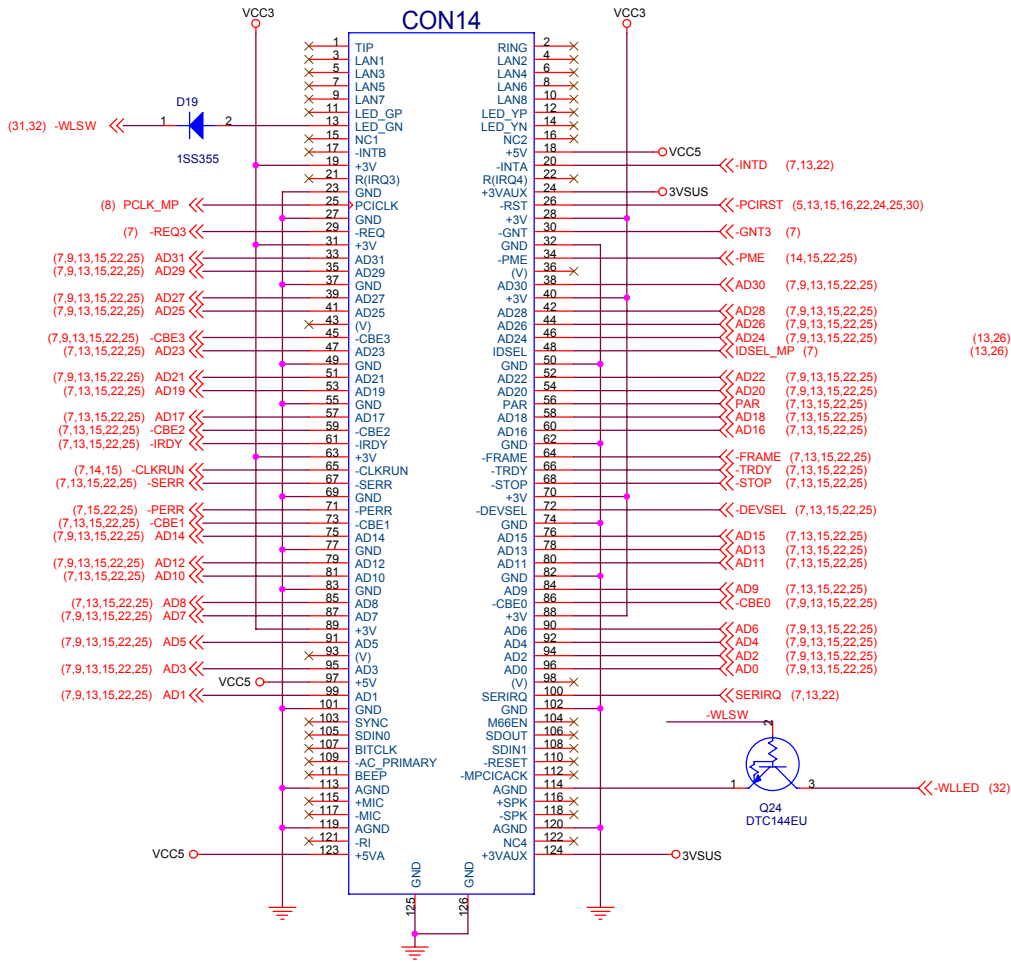 VCC3
CON14
VCC3
1 TIP RING 2
3 LAN1 LAN2 4
5 LAN3 LAN4 6
7 LAN5 LAN6 8
9 LAN7 LAN8 10
11 LED_GP LED_YP 12
(31,32) -WLSW 1 D19 2 13 LED_GN LED_YN 14
1SS355
15 NC1 NC2 16
17 -INTB +5V 18 VCC5
19 +3V -INTA 20 -INTD (7,13,22)
21 R(IRQ3) R(IRQ4) 22
23 GND +3VAUX 24 3VSUS
(8) PCLK_MP 25 PCICLK -RST 26 -PCIRST (5,13,15,16,22,24,25,30)
27 GND +3V 28
(7) -REQ3 29 -REQ -GNT 30 -GNT3 (7)
31 +3V GND 32
(7,9,13,15,22,25) AD31 33 AD31 -PME 34 -PME (14,15,22,25)
(7,9,13,15,22,25) AD29 35 AD29 (V) 36
37 GND AD30 38 AD30 (7,9,13,15,22,25)
(7,9,13,15,22,25) AD27 39 AD27 +3V 40
(7,9,13,15,22,25) AD25 41 AD25 AD28 42 AD28 (7,9,13,15,22,25)
43 (V) AD26 44 AD26 (7,9,13,15,22,25)
(7,9,13,15,22,25) -CBE3 45 -CBE3 AD24 46 AD24 (7,9,13,15,22,25) (13,26)
(7,13,15,22,25) AD23 47 AD23 IDSEL 48 IDSEL_MP (7) (13,26)
49 GND GND 50
(7,9,13,15,22,25) AD21 51 AD21 AD22 52 AD22 (7,9,13,15,22,25)
(7,13,15,22,25) AD19 53 AD19 AD20 54 AD20 (7,9,13,15,22,25)
55 GND PAR 56 PAR (7,13,15,22,25)
(7,13,15,22,25) AD17 57 AD17 AD18 58 AD18 (7,13,15,22,25)
(7,13,15,22,25) -CBE2 59 -CBE2 AD16 60 AD16 (7,13,15,22,25)
(7,13,15,22,25) -IRDY 61 -IRDY GND 62
63 +3V -FRAME 64 -FRAME (7,13,15,22,25)
(7,14,15) -CLKRUN 65 -CLKRUN -TRDY 66 -TRDY (7,13,15,22,25)
(7,13,15,22,25) -SERR 67 -SERR -STOP 68 -STOP (7,13,15,22,25)
69 GND +3V 70
(7,15,22,25) -PERR 71 -PERR -DEVSEL 72 -DEVSEL (7,13,15,22,25)
(7,13,15,22,25) -CBE1 73 -CBE1 GND 74
(7,9,13,15,22,25) AD14 75 AD14 AD15 76 AD15 (7,13,15,22,25)
77 GND AD13 78 AD13 (7,13,15,22,25)
(7,9,13,15,22,25) AD12 79 AD12 AD11 80 AD11 (7,13,15,22,25)
(7,13,15,22,25) AD10 81 AD10 GND 82
83 GND AD9 84 AD9 (7,13,15,22,25)
(7,13,15,22,25) AD8 85 AD8 -CBE0 86 -CBE0 (7,9,13,15,22,25)
(7,9,13,15,22,25) AD7 87 AD7 +3V 88
89 +3V AD6 90 AD6 (7,9,13,15,22,25)
(7,9,13,15,22,25) AD5 91 AD5 AD4 92 AD4 (7,9,13,15,22,25)
93 (V) AD2 94 AD2 (7,9,13,15,22,25)
(7,9,13,15,22,25) AD3 95 AD3 AD0 96 AD0 (7,9,13,15,22,25)
VCC5 97 +5V (V) 98
(7,9,13,15,22,25) AD1 99 AD1 SERIRQ 100 SERIRQ (7,13,22)
101 GND GND 102
103 SYNC M66EN 104 -WLSW
105 SDIN0 SDOUT 106
107 BITCLK SDIN1 108
109 -AC_PRIMARY -RESET 110
111 BEEP -MPCICACK 112
113 AGND AGND 114 1 2 3 -WLLED (32)
115 +MIC +SPK 116 Q24
117 -MIC -SPK 118 DTC144EU
119 AGND AGND 120
121 -RI NC4 122
VCC5 123 +5VA +3VAUX 124 3VSUS
GND GND
125 126